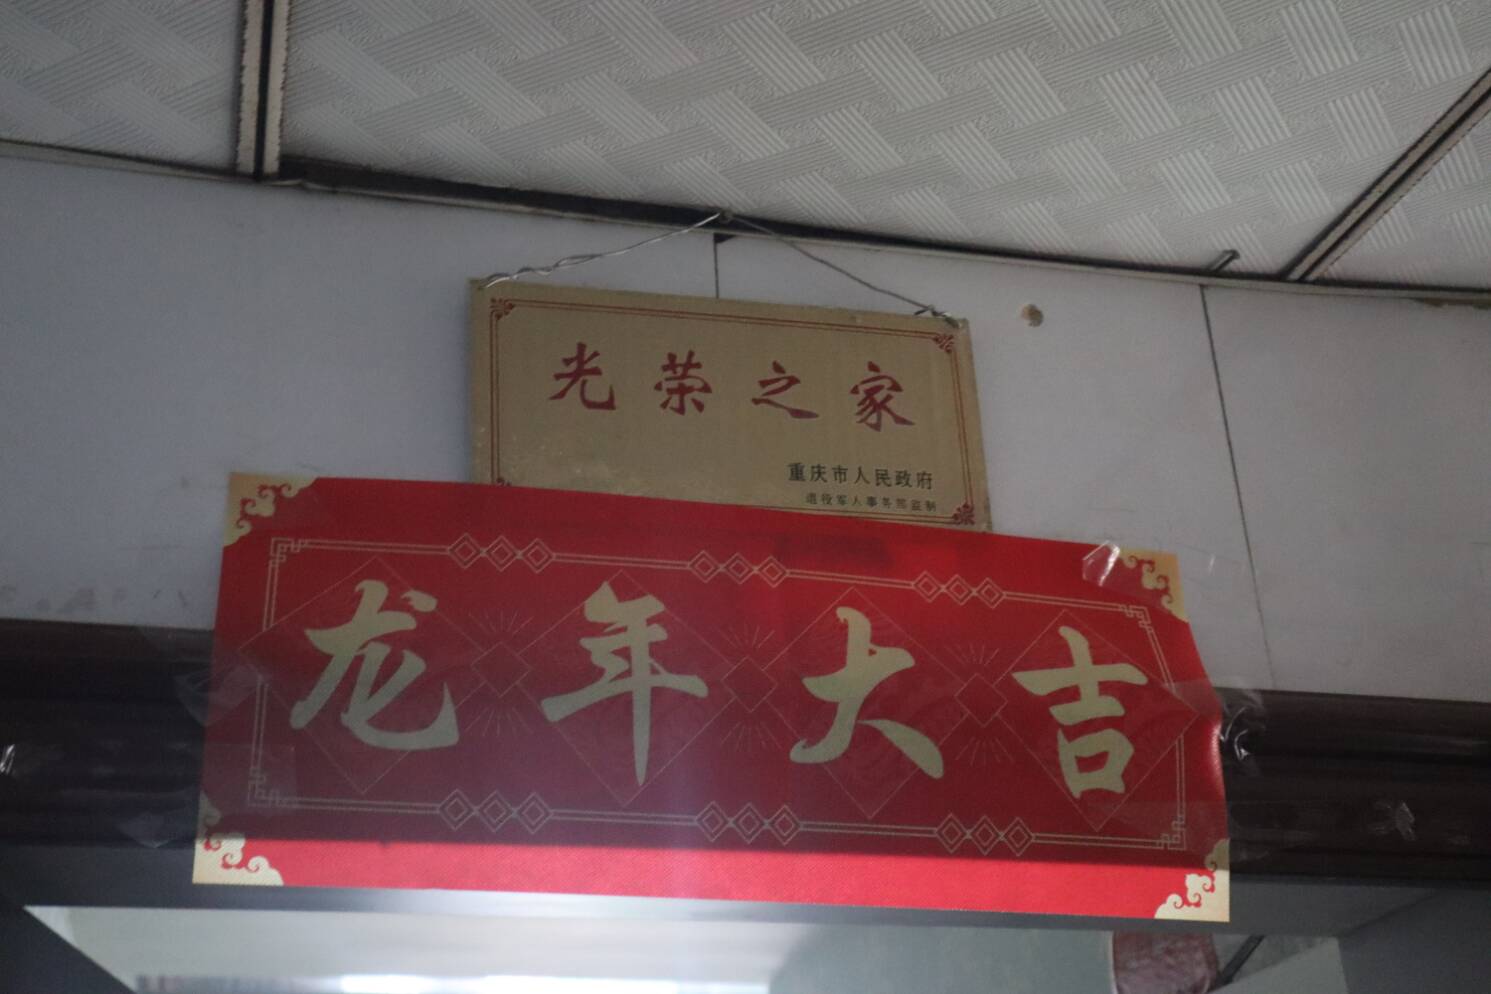 光荣之家
重庆市人民政府
退役军人事务部监制
龙年大吉